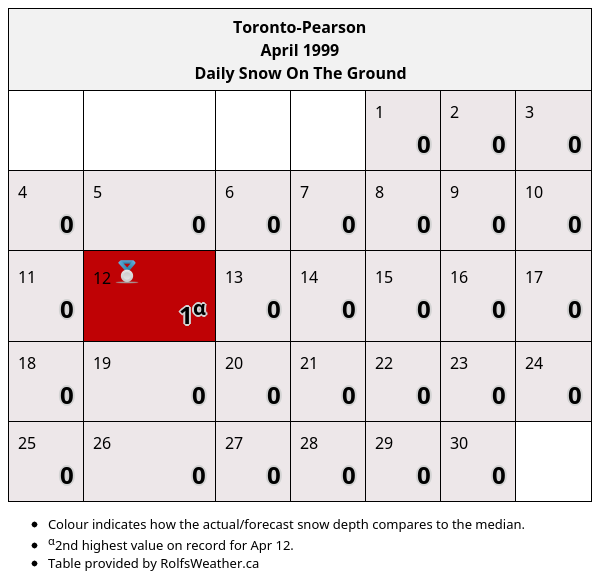 Toronto-Pearson
April 1999
Daily Snow On The Ground
1 2 3
0 0 0
4 5 6 7 8 9 10
0 0 0 0 0 0 0
11 12 13 14 15 16 17
0 1α 0 0 0 0 0
18 19 20 21 22 23 24
0 0 0 0 0 0 0
25 26 27 28 29 30
0 0 0 0 0 0
Colour indicates how the actual/forecast snow depth compares to the median.
α2nd highest value on record for Apr 12.
Table provided by RolfsWeather.ca